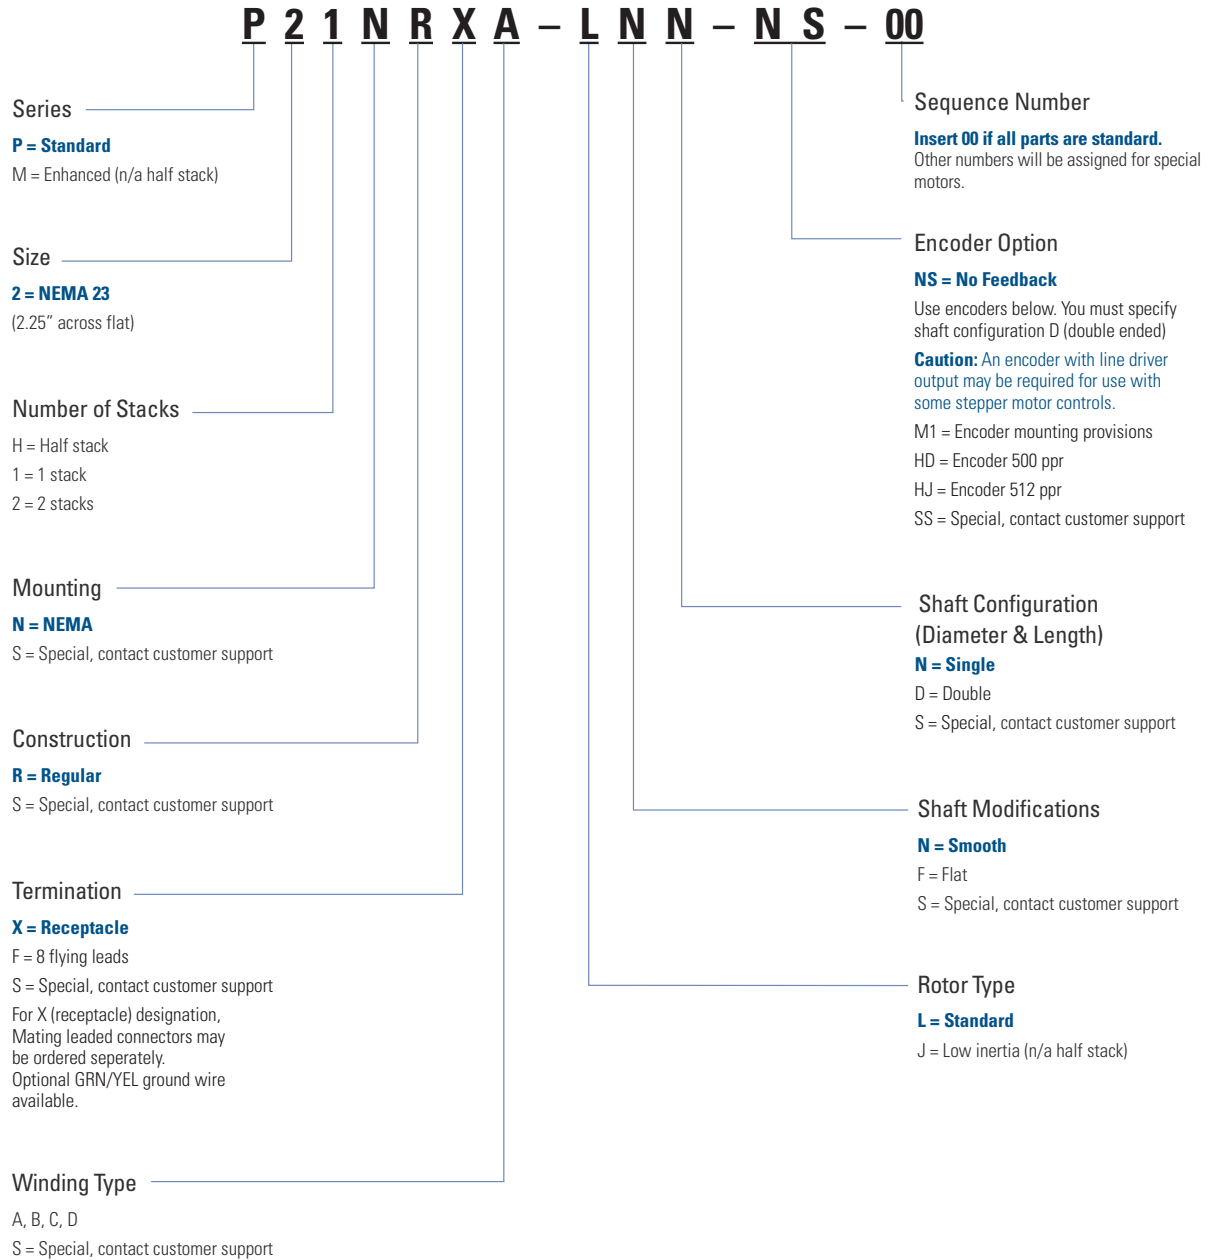 P 2 1 N R X A – L N N – N S – 00
Series
P = Standard
M = Enhanced (n/a half stack)
Size
2 = NEMA 23
(2.25” across flat)
Number of Stacks
H = Half stack
1 = 1 stack
2 = 2 stacks
Mounting
N = NEMA
S = Special, contact customer support
Construction
R = Regular
S = Special, contact customer support
Termination
X = Receptacle
F = 8 flying leads
S = Special, contact customer support
For X (receptacle) designation,
Mating leaded connectors may
be ordered seperately.
Optional GRN/YEL ground wire
available.
Winding Type
A, B, C, D
S = Special, contact customer support
Sequence Number
Insert 00 if all parts are standard.
Other numbers will be assigned for special
motors.
Encoder Option
NS = No Feedback
Use encoders below. You must specify
shaft configuration D (double ended)
Caution: An encoder with line driver
output may be required for use with
some stepper motor controls.
M1 = Encoder mounting provisions
HD = Encoder 500 ppr
HJ = Encoder 512 ppr
SS = Special, contact customer support
Shaft Configuration
(Diameter & Length)
N = Single
D = Double
S = Special, contact customer support
Shaft Modifications
N = Smooth
F = Flat
S = Special, contact customer support
Rotor Type
L = Standard
J = Low inertia (n/a half stack)